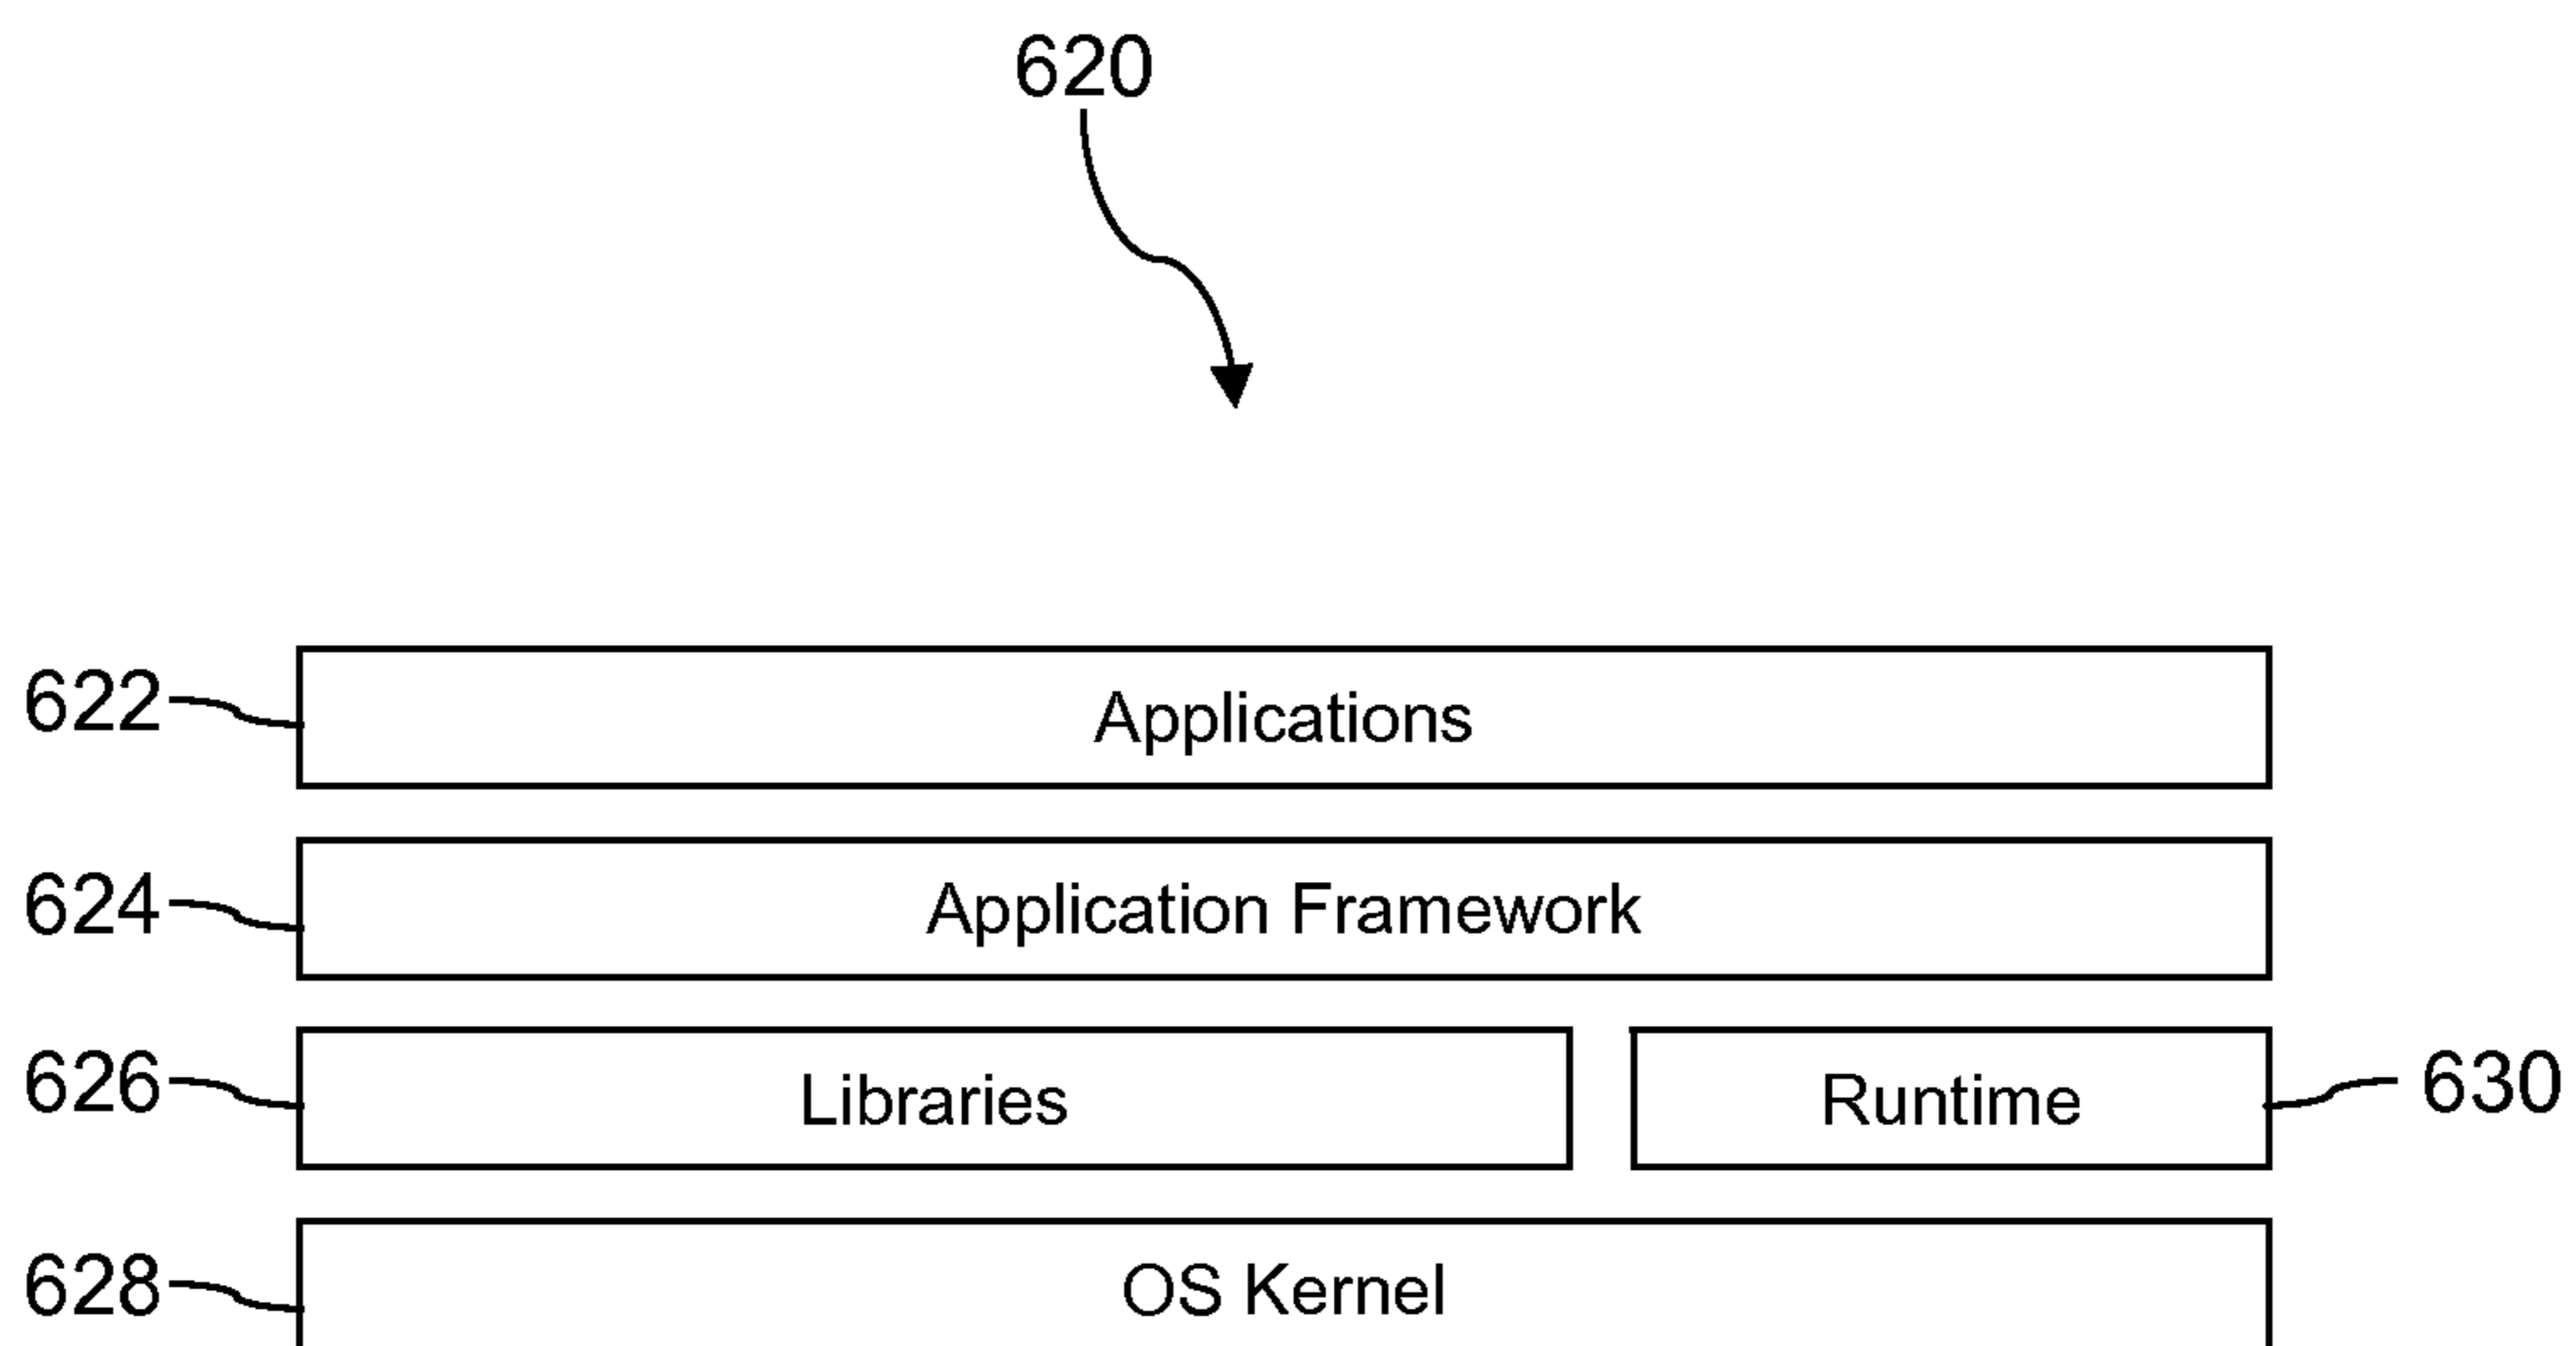 620
622 Applications
624 Application Framework
626 Libraries Runtime 630
628 OS Kernel